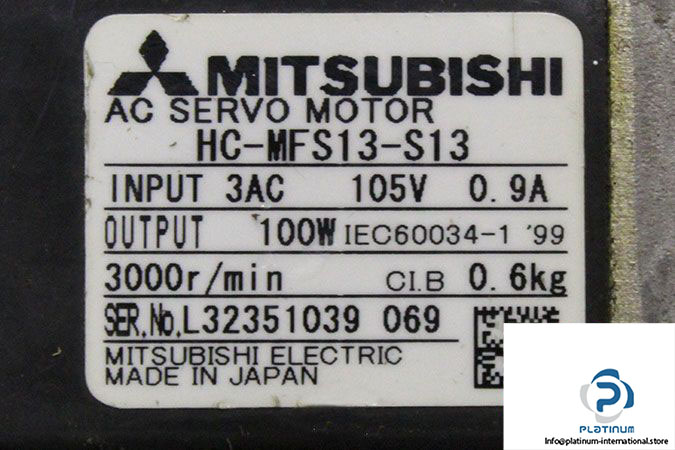 MITSUBISHI
AC SERVO MOTOR
HC-MFS13-S13
INPUT 3AC 105V 0.9A
OUTPUT 100W IEC60034-1 '99
3000r/min CI.B 0.6kg
SER.No.L32351039 069
MITSUBISHI ELECTRIC
MADE IN JAPAN
PLATINUM
info@platinum-international.store